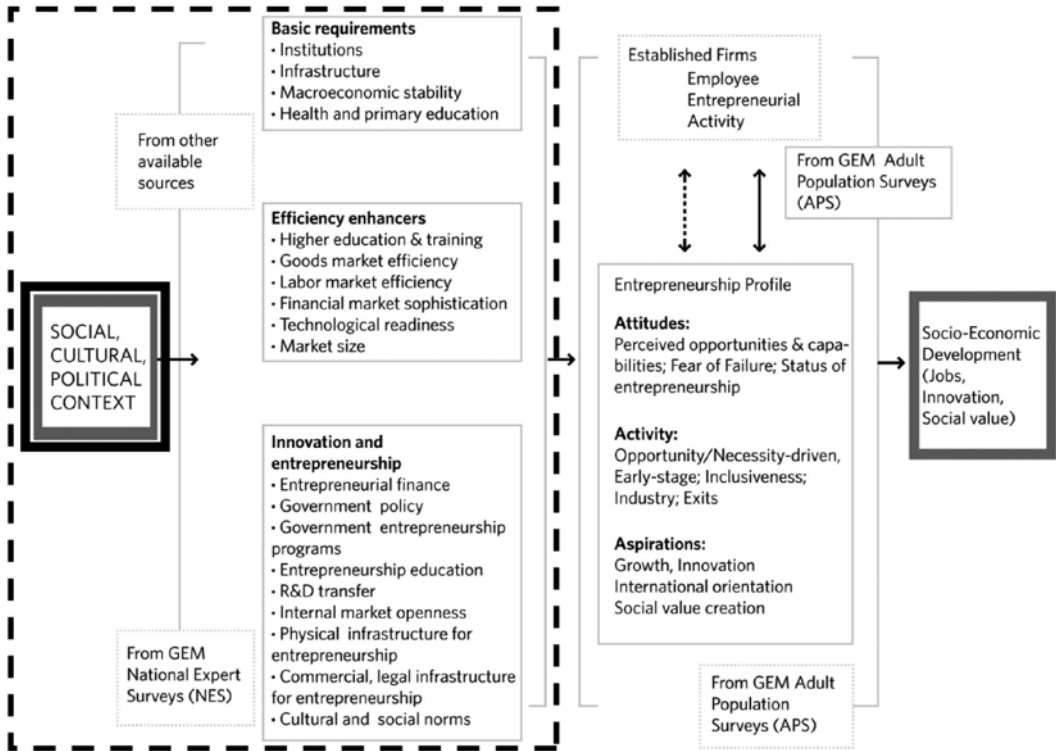 SOCIAL,
CULTURAL,
POLITICAL
CONTEXT
From other
available
sources
From GEM
National Expert
Surveys (NES)
Basic requirements
· Institutions
· Infrastructure
· Macroeconomic stability
· Health and primary education
Efficiency enhancers
· Higher education & training
· Goods market efficiency
· Labor market efficiency
· Financial market sophistication
· Technological readiness
· Market size
Innovation and
entrepreneurship
· Entrepreneurial finance
· Government policy
· Government entrepreneurship
programs
· Entrepreneurship education
· R&D transfer
· Internal market openness
· Physical infrastructure for
entrepreneurship
· Commercial, legal infrastructure
for entrepreneurship
· Cultural and social norms
Established Firms
Employee
Entrepreneurial
Activity
From GEM Adult
Population Surveys
(APS)
Entrepreneurship Profile
Attitudes:
Perceived opportunities & capa-
bilities; Fear of Failure; Status of
entrepreneurship
Activity:
Opportunity/Necessity-driven,
Early-stage; Inclusiveness;
Industry; Exits
Aspirations:
Growth, Innovation
International orientation
Social value creation
From GEM Adult
Population
Surveys (APS)
Socio-Economic
Development
(Jobs,
Innovation,
Social value)